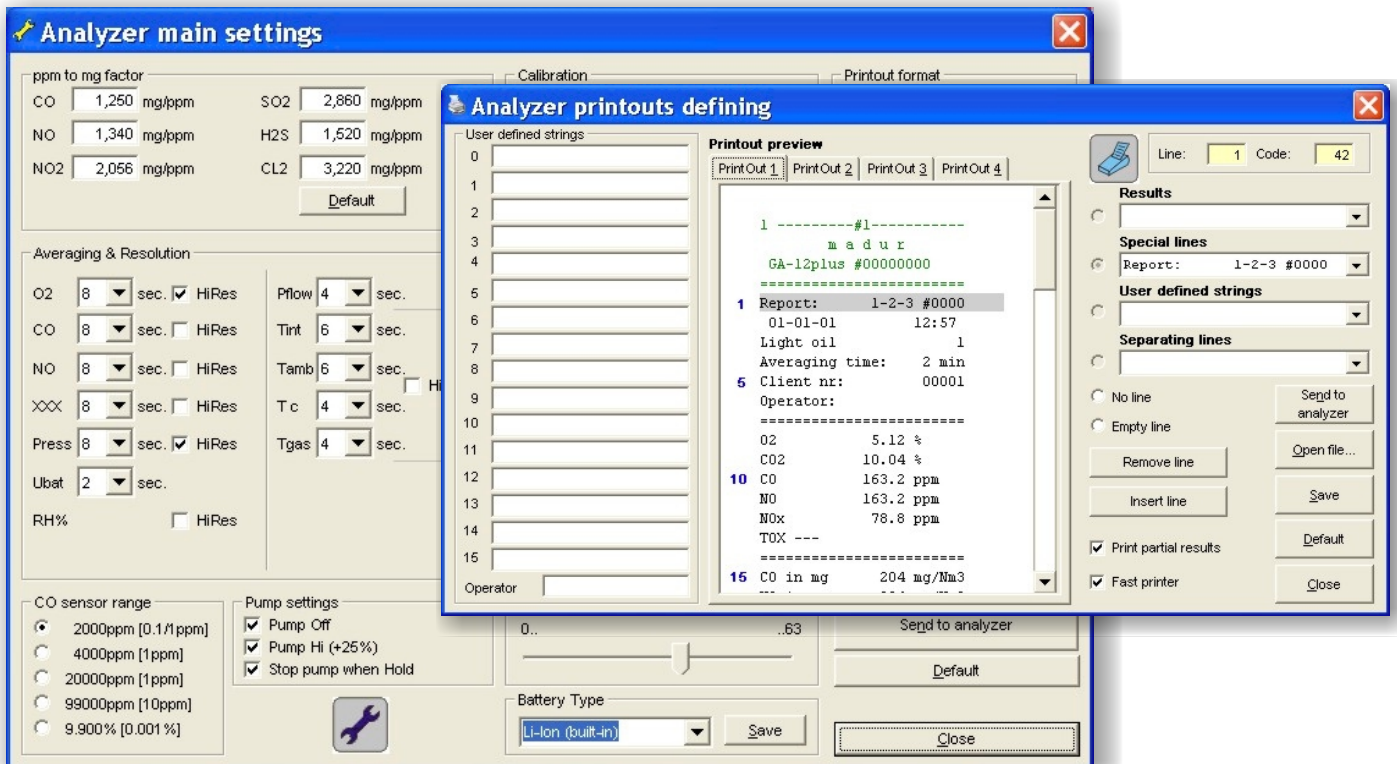 Analyzer main settings
ppm to mg factor
CO 1,250 mg/ppm SO2 2,860 mg/ppm
NO 1,340 mg/ppm H2S 1,520 mg/ppm
NO2 2,056 mg/ppm CL2 3,220 mg/ppm
Default
Calibration
Printout format
Averaging & Resolution
O2 8 sec. HiRes Pflow 4 sec.
CO 8 sec. HiRes Tint 6 sec.
NO 8 sec. HiRes Tamb 6 sec.
XXX 8 sec. HiRes Tc 4 sec.
Press 8 sec. HiRes Tgas 4 sec.
Ubat 2 sec.
RH% HiRes
CO sensor range
2000ppm [0.1/1ppm]
4000ppm [1ppm]
20000ppm [1ppm]
99000ppm [10ppm]
9.900% [0.001%]
Pump settings
Pump Off
Pump Hi (+25%)
Stop pump when Hold
0.. ..63
Battery Type
Li-Ion (built-in) Save
Send to analyzer
Default
Close
Analyzer printouts defining
User defined strings
0
1
2
3
4
5
6
7
8
9
10
11
12
13
14
15
Operator
Printout preview
PrintOut 1 PrintOut 2 PrintOut 3 PrintOut 4
1 ---------#1-----------
m a d u r
GA-12plus #00000000
========================
1 Report: 1-2-3 #0000
01-01-01 12:57
Light oil 1
Averaging time: 2 min
5 Client nr: 00001
Operator:
========================
O2 5.12 %
CO2 10.04 %
10 CO 163.2 ppm
NO 163.2 ppm
NOx 78.8 ppm
TOX ---
========================
15 CO in mg 204 mg/Nm3
Line: 1 Code: 42
Results
Special lines
Report: 1-2-3 #0000
User defined strings
Separating lines
No line
Empty line
Remove line
Insert line
Print partial results
Fast printer
Send to analyzer
Open file...
Save
Default
Close